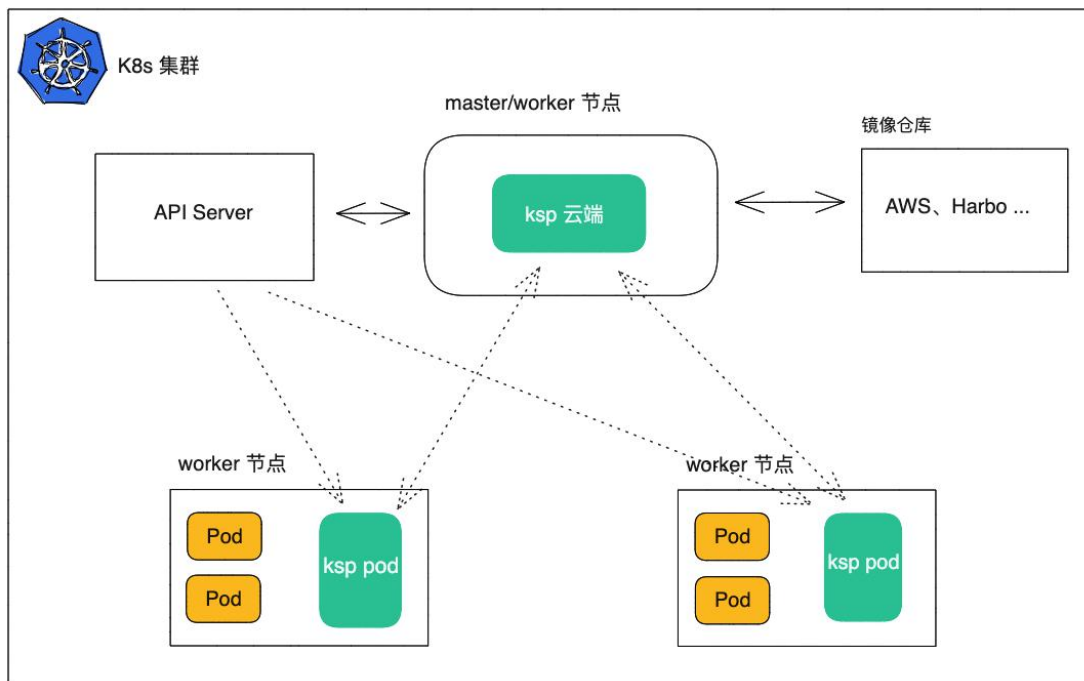 K8s 集群
master/worker 节点
镜像仓库
API Server
ksp 云端
AWS、Harbo ...
worker 节点
worker 节点
Pod
ksp pod
Pod
Pod
ksp pod
Pod